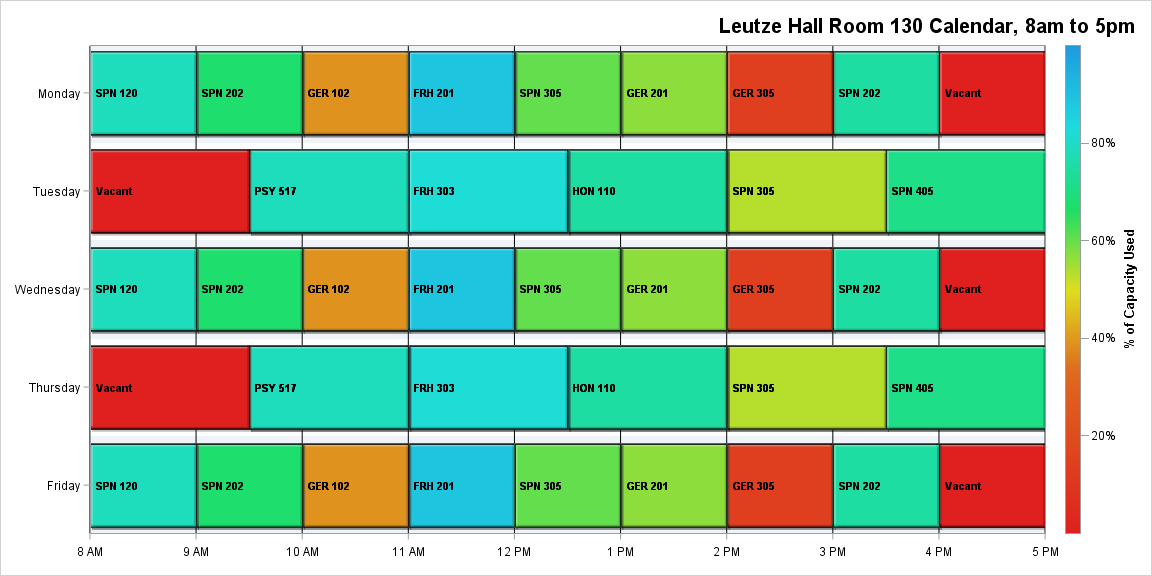 Leutze Hall Room 130 Calendar, 8am to 5pm
Monday
SPN 120
SPN 202
GER 102
FRH 201
SPN 305
GER 201
GER 305
SPN 202
Vacant
Tuesday
Vacant
PSY 517
FRH 303
HON 110
SPN 305
SPN 405
Wednesday
SPN 120
SPN 202
GER 102
FRH 201
SPN 305
GER 201
GER 305
SPN 202
Vacant
Thursday
Vacant
PSY 517
FRH 303
HON 110
SPN 305
SPN 405
Friday
SPN 120
SPN 202
GER 102
FRH 201
SPN 305
GER 201
GER 305
SPN 202
Vacant
8 AM
9 AM
10 AM
11 AM
12 PM
1 PM
2 PM
3 PM
4 PM
5 PM
80%
60%
40%
20%
% of Capacity Used